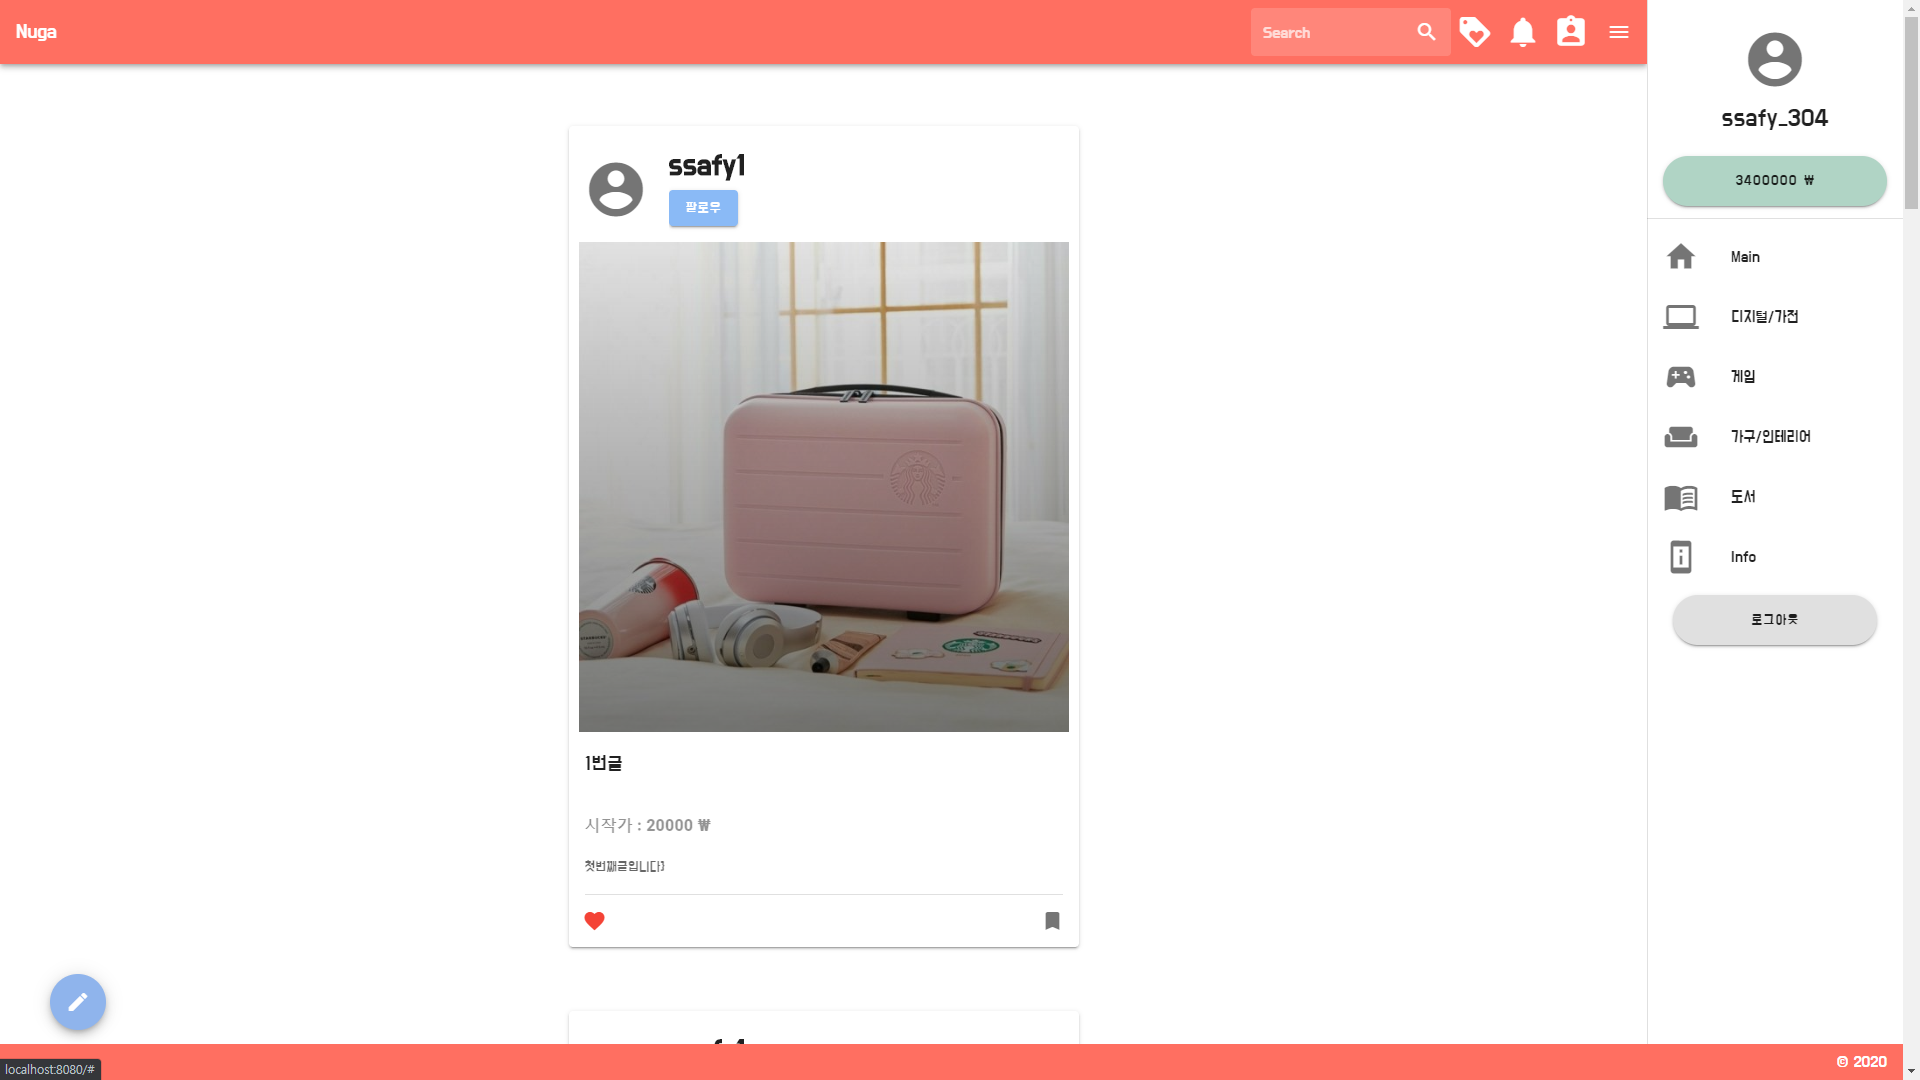 Nuga
Search
ssafy_304
3400000 ₩
Main
디지털/가전
게임
가구/인테리어
도서
Info
로그아웃
ssafy1
팔로우
1번글
시작가 : 20000 ₩
첫번째글입니다1
© 2020
localhost:8080/#